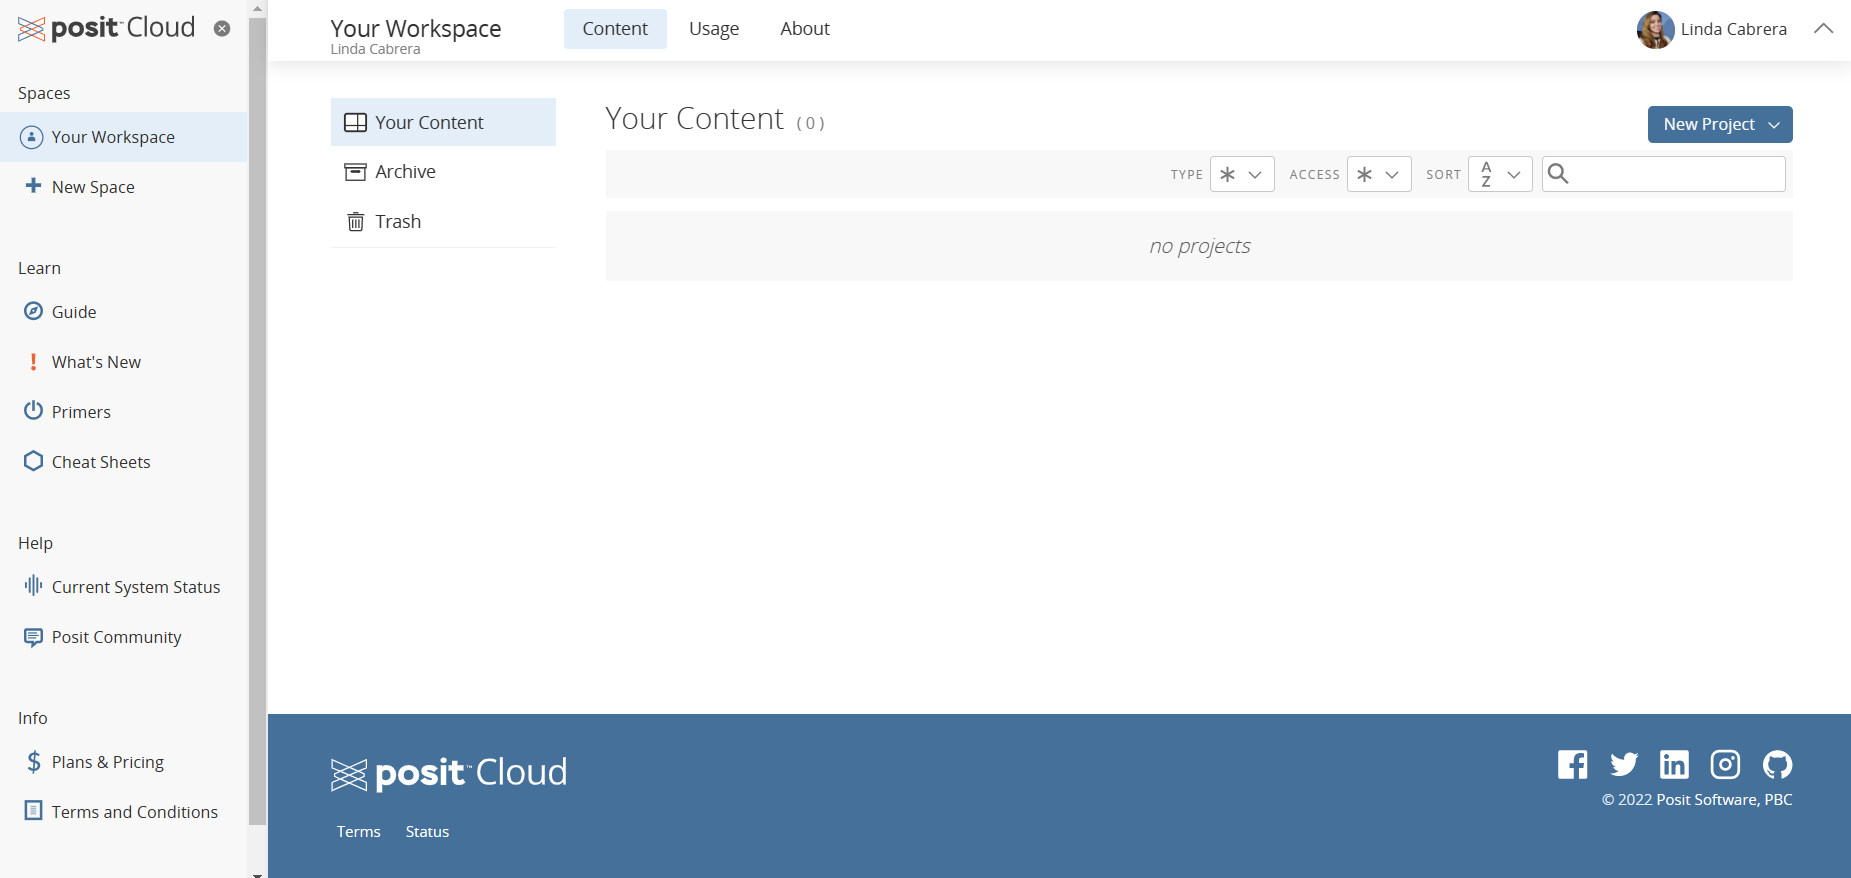 posit™ Cloud
Spaces
Your Workspace
New Space
Learn
Guide
What's New
Primers
Cheat Sheets
Help
Current System Status
Posit Community
Info
Plans & Pricing
Terms and Conditions
Your Workspace
Linda Cabrera
Content Usage About
Linda Cabrera
Your Content
Archive
Trash
Your Content ( 0 )
New Project
TYPE * ACCESS * SORT A Z
no projects
posit™ Cloud
Terms Status
© 2022 Posit Software, PBC